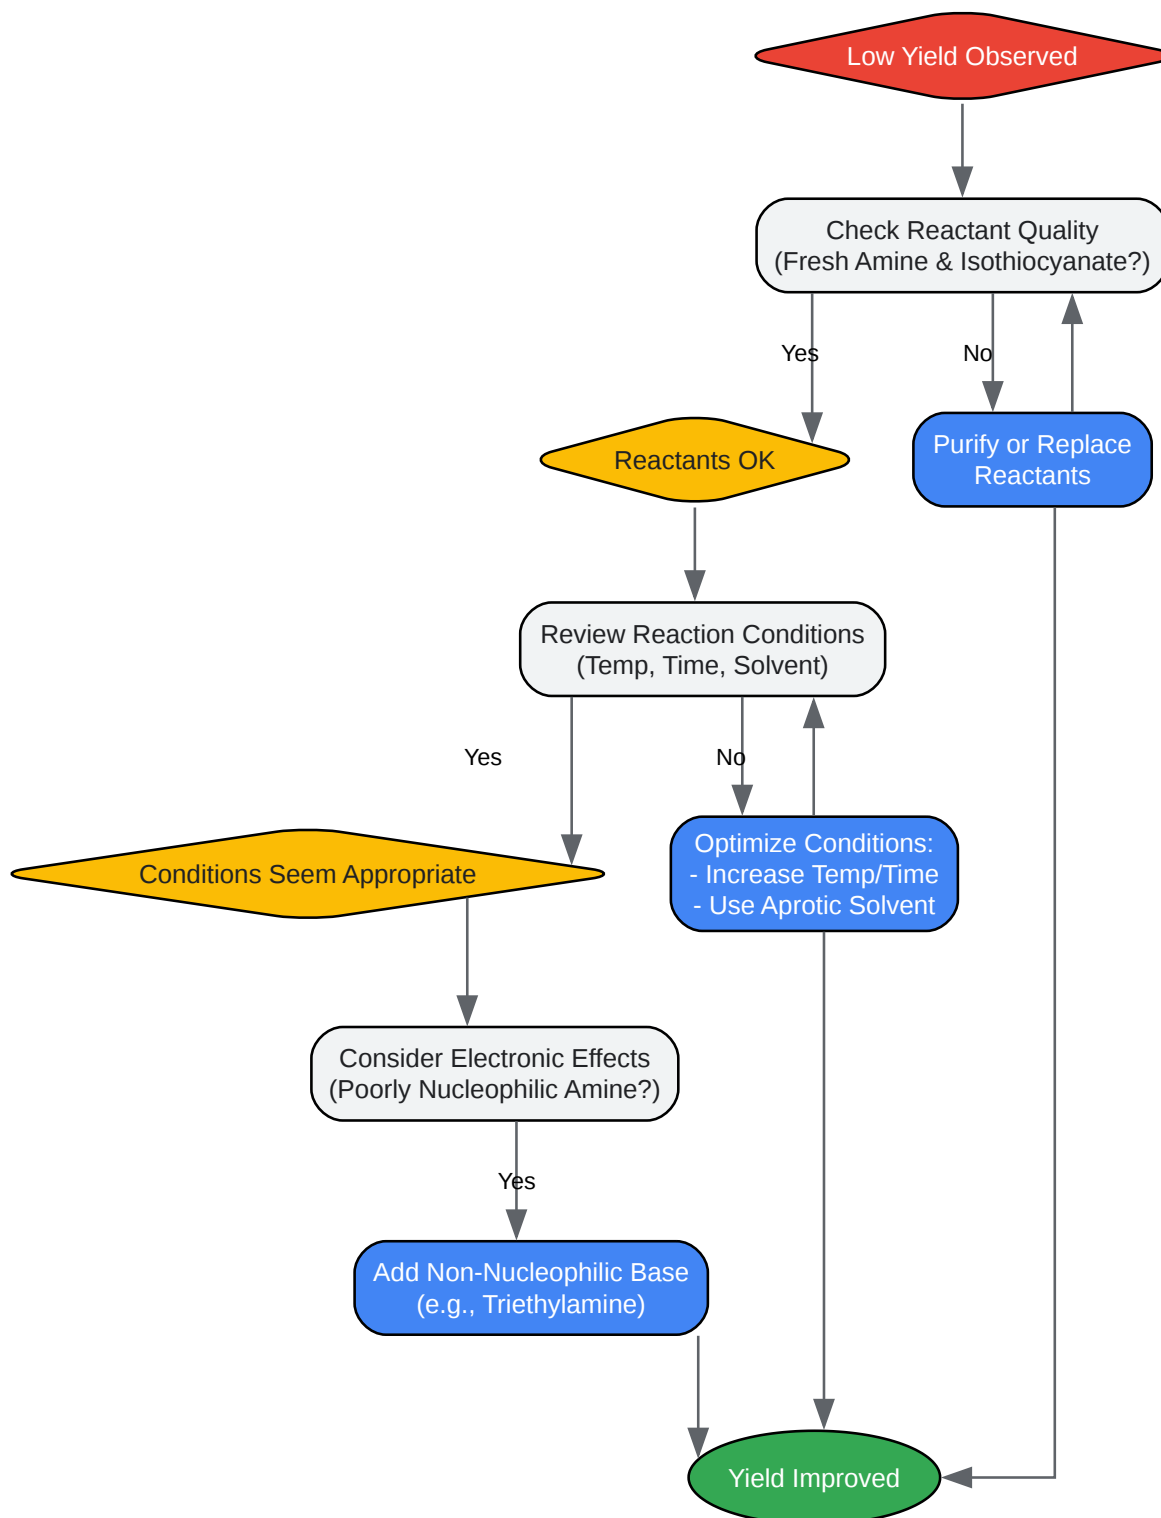 Low Yield Observed
Check Reactant Quality
(Fresh Amine & Isothiocyanate?)
Yes
No
Reactants OK
Purify or Replace
Reactants
Review Reaction Conditions
(Temp, Time, Solvent)
Yes
No
Conditions Seem Appropriate
Optimize Conditions:
- Increase Temp/Time
- Use Aprotic Solvent
Consider Electronic Effects
(Poorly Nucleophilic Amine?)
Yes
Add Non-Nucleophilic Base
(e.g., Triethylamine)
Yield Improved